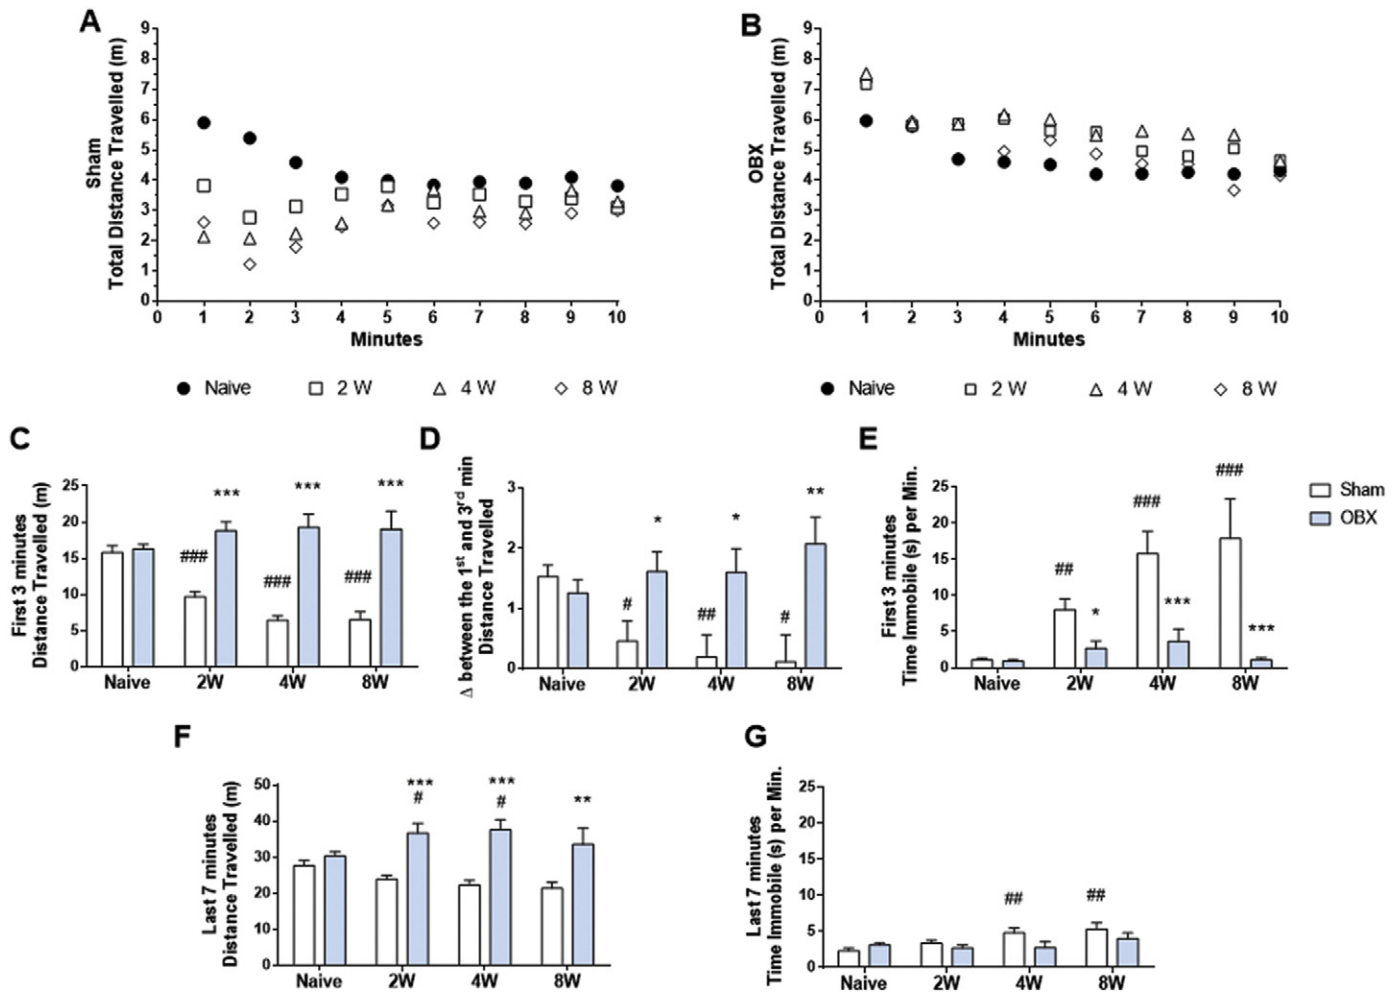 A
Sham
Total Distance Travelled (m)
9
8
7
6
5
4
3
2
1
0
0 1 2 3 4 5 6 7 8 9 10
Minutes
Naive 2 W 4 W 8 W
B
OBX
Total Distance Travelled (m)
9
8
7
6
5
4
3
2
1
0
0 1 2 3 4 5 6 7 8 9 10
Minutes
Naive 2 W 4 W 8 W
C
First 3 minutes
Distance Travelled (m)
25
20
15
10
5
0
### *** ### *** ### ***
Naive 2W 4W 8W
D
Δ between the 1st and 3rd min
Distance Travelled
3
2
1
0
# * ## * # **
Naive 2W 4W 8W
E
First 3 minutes
Time Immobile (s) per Min.
25
20
15
10
5
0
## * ### *** ### ***
Naive 2W 4W 8W
Sham
OBX
F
Last 7 minutes
Distance Travelled (m)
50
40
30
20
10
0
*** *** **
# #
Naive 2W 4W 8W
G
Last 7 minutes
Time Immobile (s) per Min.
25
20
15
10
5
0
## ##
Naive 2W 4W 8W